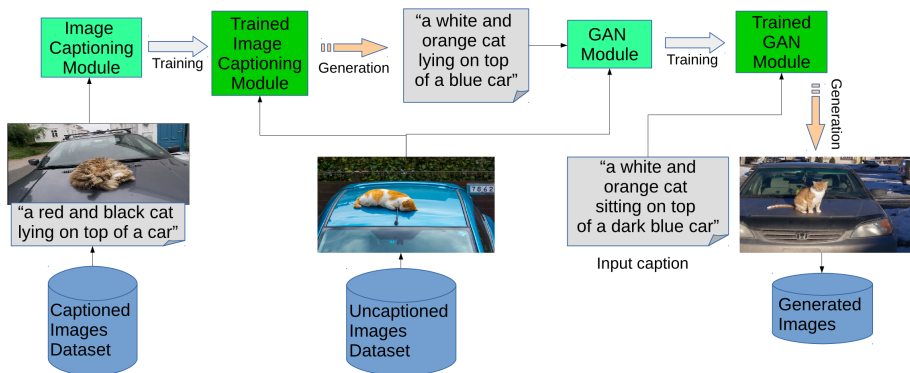 Image
Captioning
Module
Training
Trained
Image
Captioning
Module
Generation
“a white and
orange cat
lying on top
of a blue car”
GAN
Module
Training
Trained
GAN
Module
Generation
“a red and black cat
lying on top of a car”
7862
“a white and
orange cat
sitting on top
of a dark blue car”
Input caption
Captioned
Images
Dataset
Uncaptioned
Images
Dataset
Generated
Images